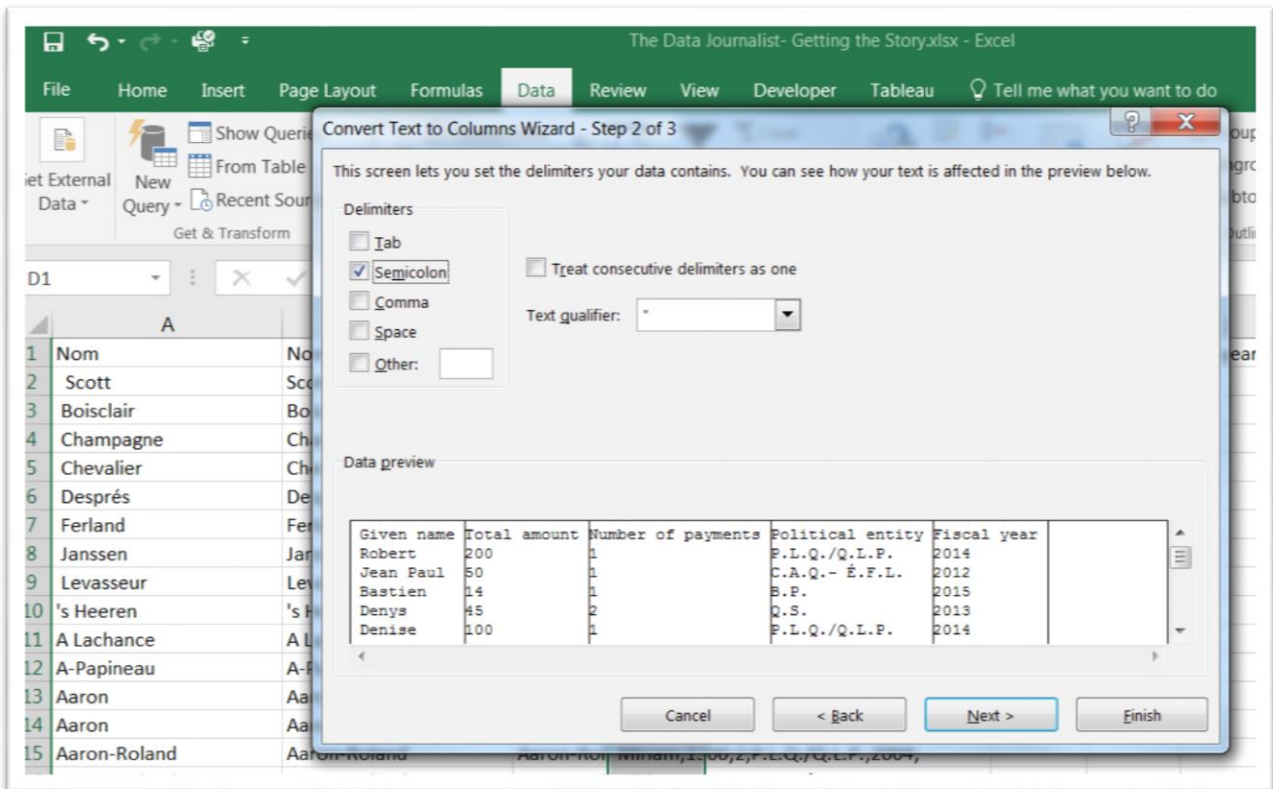 The Data Journalist- Getting the Story.xlsx - Excel
File Home Insert Page Layout Formulas Data Review View Developer Tableau Tell me what you want to do
Show
From Table
Recent
External Data
New Query
Get & Transform
Convert Text to Columns Wizard - Step 2 of 3
This screen lets you set the delimiters your data contains. You can see how your text is affected in the preview below.
Delimiters
Tab
Semicolon
Comma
Space
Other:
Treat consecutive delimiters as one
Text qualifier: "
D1
A
1 Nom
2 Scott
3 Boisclair
4 Champagne
5 Chevalier
6 Després
7 Ferland
8 Janssen
9 Levasseur
10 's Heeren
11 A Lachance
12 A-Papineau
13 Aaron
14 Aaron
15 Aaron-Roland Aaron-Roland
Data preview
Given name Total amount Number of payments Political entity Fiscal year
Robert 200 1 P.L.Q./Q.L.P. 2014
Jean Paul 50 1 C.A.Q.- É.F.L. 2012
Bastien 14 1 B.P. 2015
Denys 45 2 Q.S. 2013
Denise 100 1 P.L.Q./Q.L.P. 2014
Cancel < Back Next > Finish